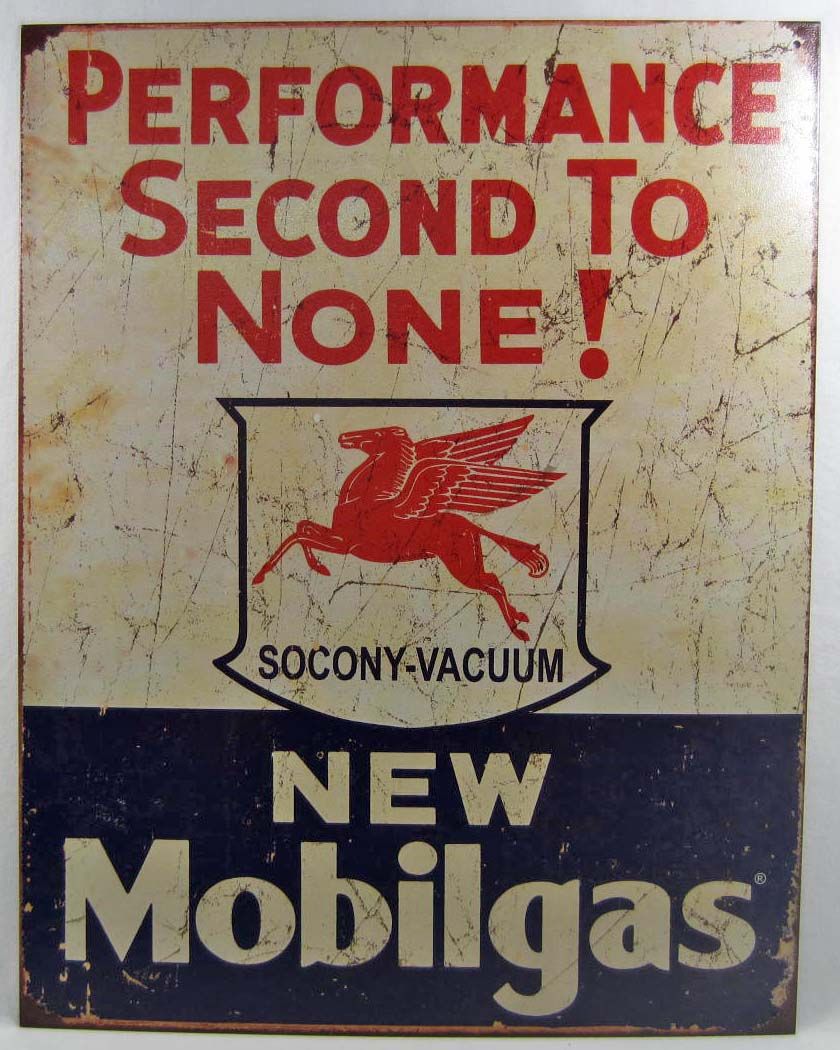 PERFORMANCE
SECOND TO
NONE!
SOCONY-VACUUM
NEW
Mobilgas®